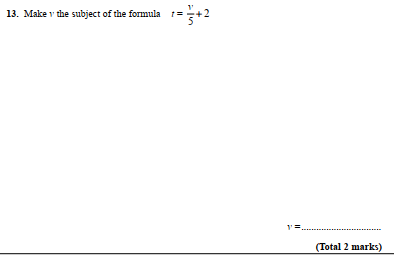 13. Make v the subject of the formula t = v/5 + 2
v =................................
(Total 2 marks)